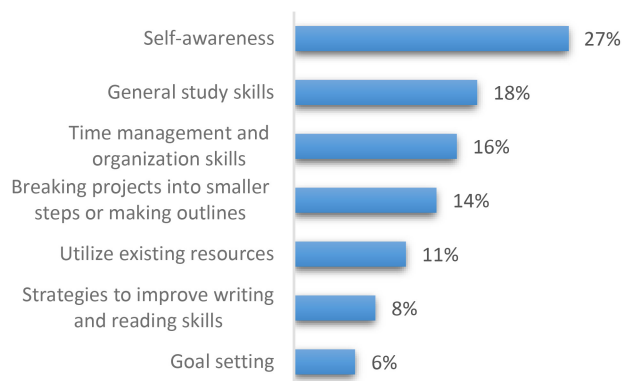 Self-awareness 27%
General study skills 18%
Time management and
organization skills 16%
Breaking projects into smaller
steps or making outlines 14%
Utilize existing resources 11%
Strategies to improve writing
and reading skills 8%
Goal setting 6%